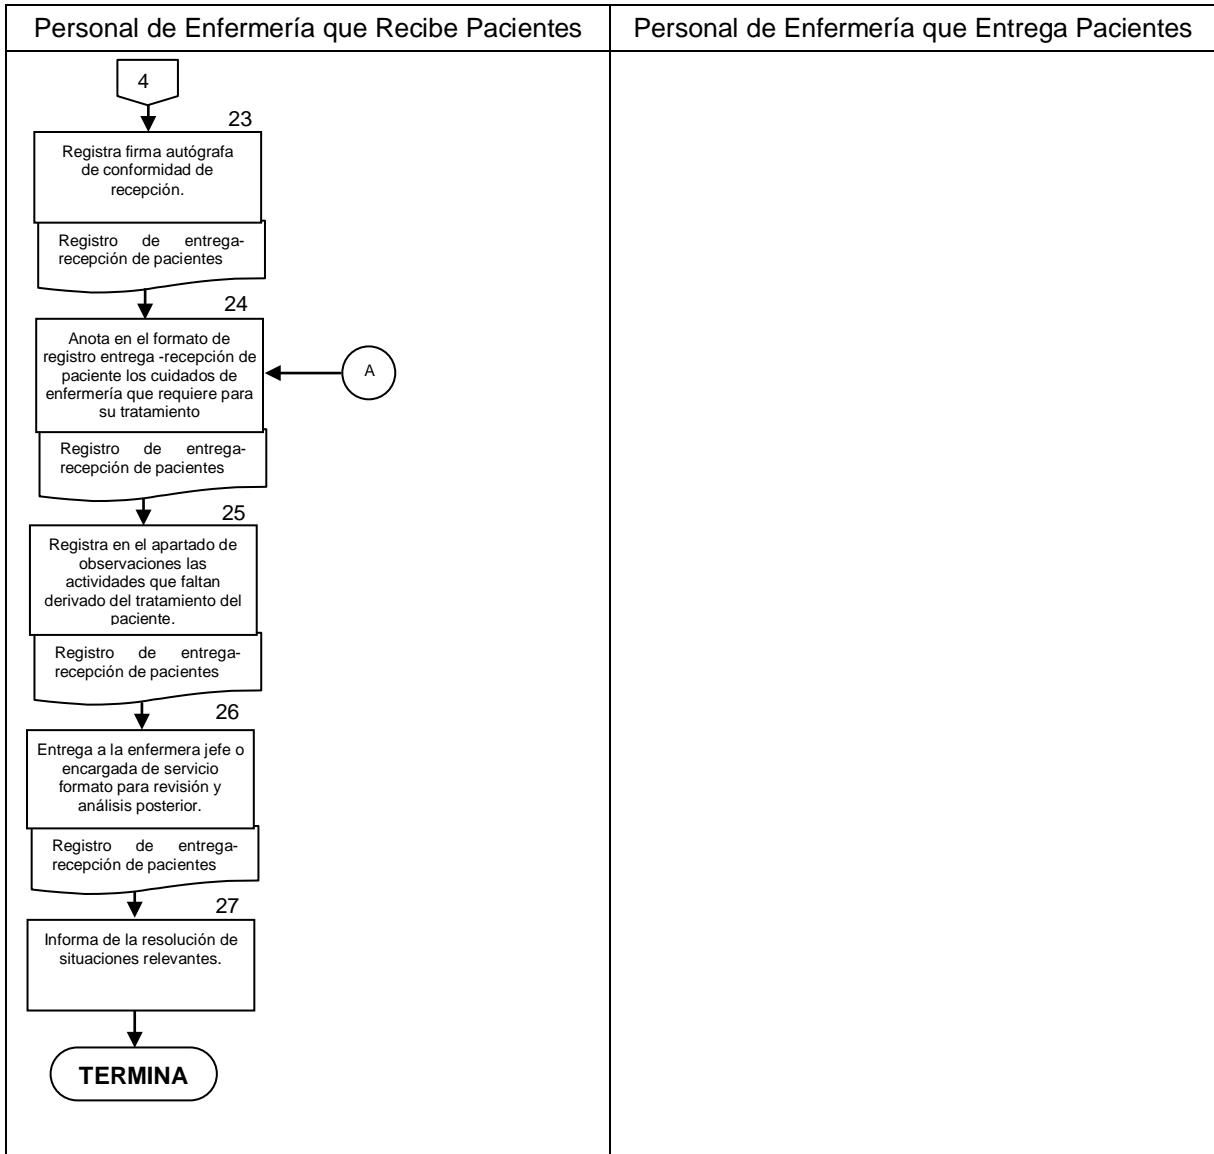 Personal de Enfermería que Recibe Pacientes
Personal de Enfermería que Entrega Pacientes
4
23
Registra firma autógrafa
de conformidad de
recepción.
Registro de entrega-
recepción de pacientes
24
Anota en el formato de
registro entrega -recepción de
paciente los cuidados de
enfermería que requiere para
su tratamiento
A
Registro de entrega-
recepción de pacientes
25
Registra en el apartado de
observaciones las
actividades que faltan
derivado del tratamiento del
paciente.
Registro de entrega-
recepción de pacientes
26
Entrega a la enfermera jefe o
encargada de servicio
formato para revisión y
análisis posterior.
Registro de entrega-
recepción de pacientes
27
Informa de la resolución de
situaciones relevantes.
TERMINA